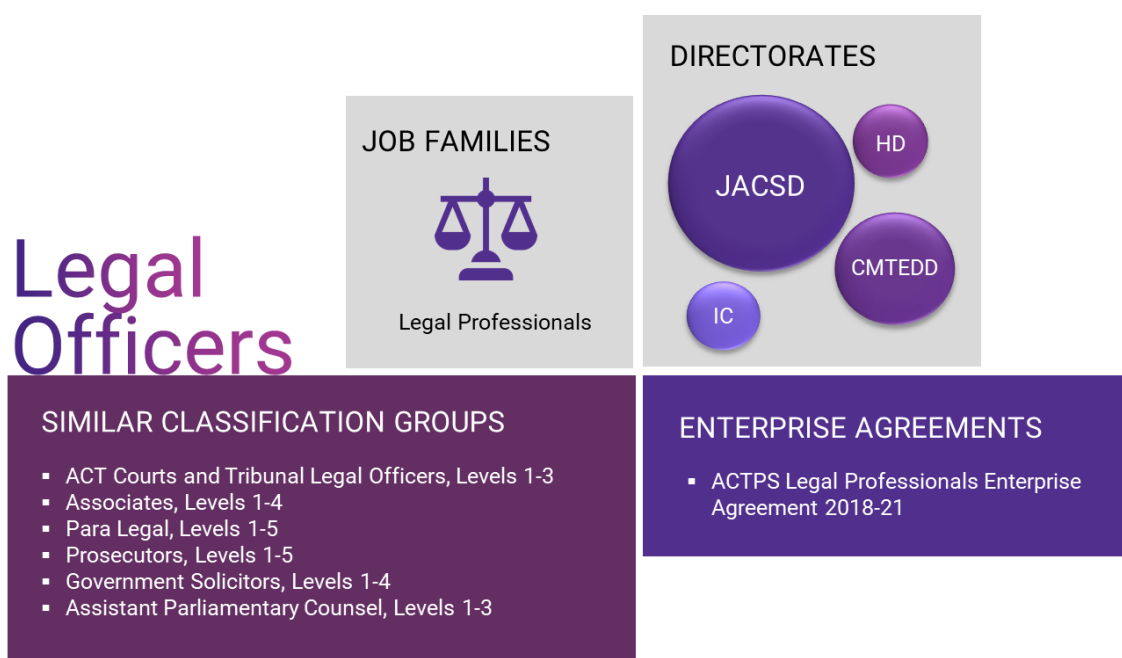 Legal
Officers
JOB FAMILIES
Legal Professionals
DIRECTORATES
JACSD
HD
CMTEDD
IC
SIMILAR CLASSIFICATION GROUPS
▪ ACT Courts and Tribunal Legal Officers, Levels 1-3
▪ Associates, Levels 1-4
▪ Para Legal, Levels 1-5
▪ Prosecutors, Levels 1-5
▪ Government Solicitors, Levels 1-4
▪ Assistant Parliamentary Counsel, Levels 1-3
ENTERPRISE AGREEMENTS
▪ ACTPS Legal Professionals Enterprise
Agreement 2018-21